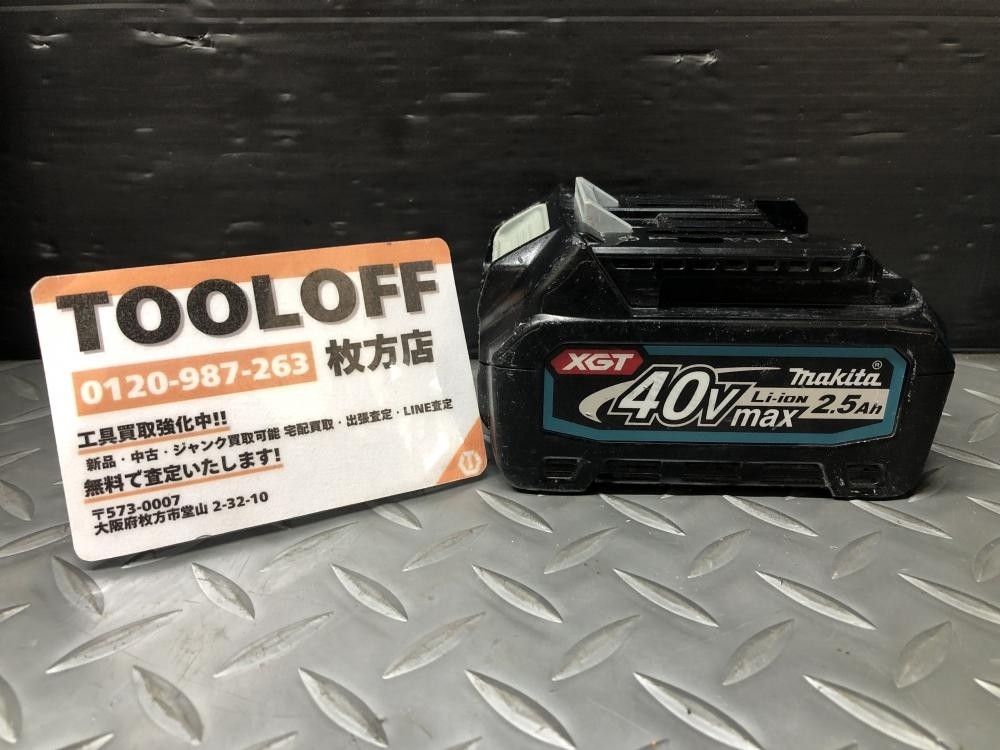 TOOLOFF
0120-987-263 枚方店
工具買取強化中!!
新品・中古・ジャンク買取可能 宅配買取・出張査定・LINE査定
無料で査定いたします!
〒573-0007
大阪府枚方市堂山 2-32-10
XGT
40Vmax
makita®
Li-ion 2.5Ah